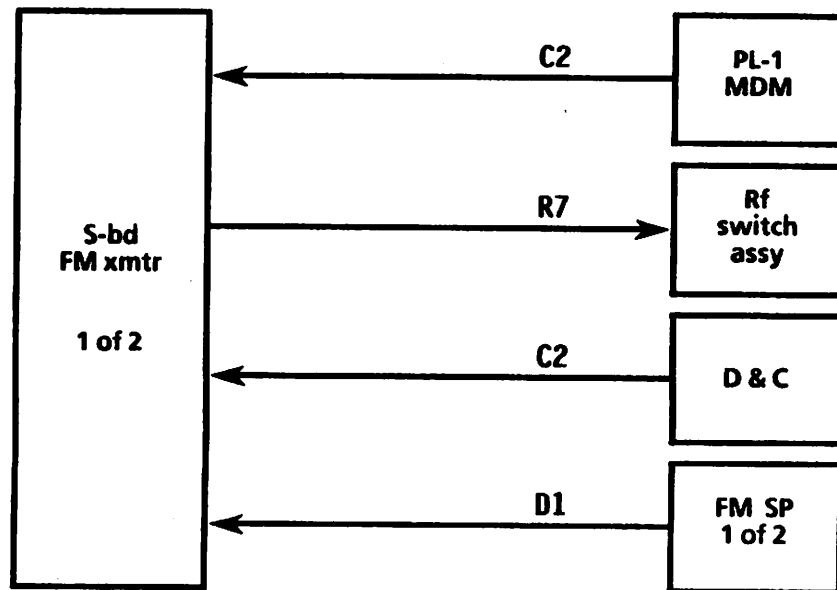 C2
PL-1
MDM
R7
Rf
switch
assy
S-bd
FM xmtr
1 of 2
C2
D & C
D1
FM SP
1 of 2